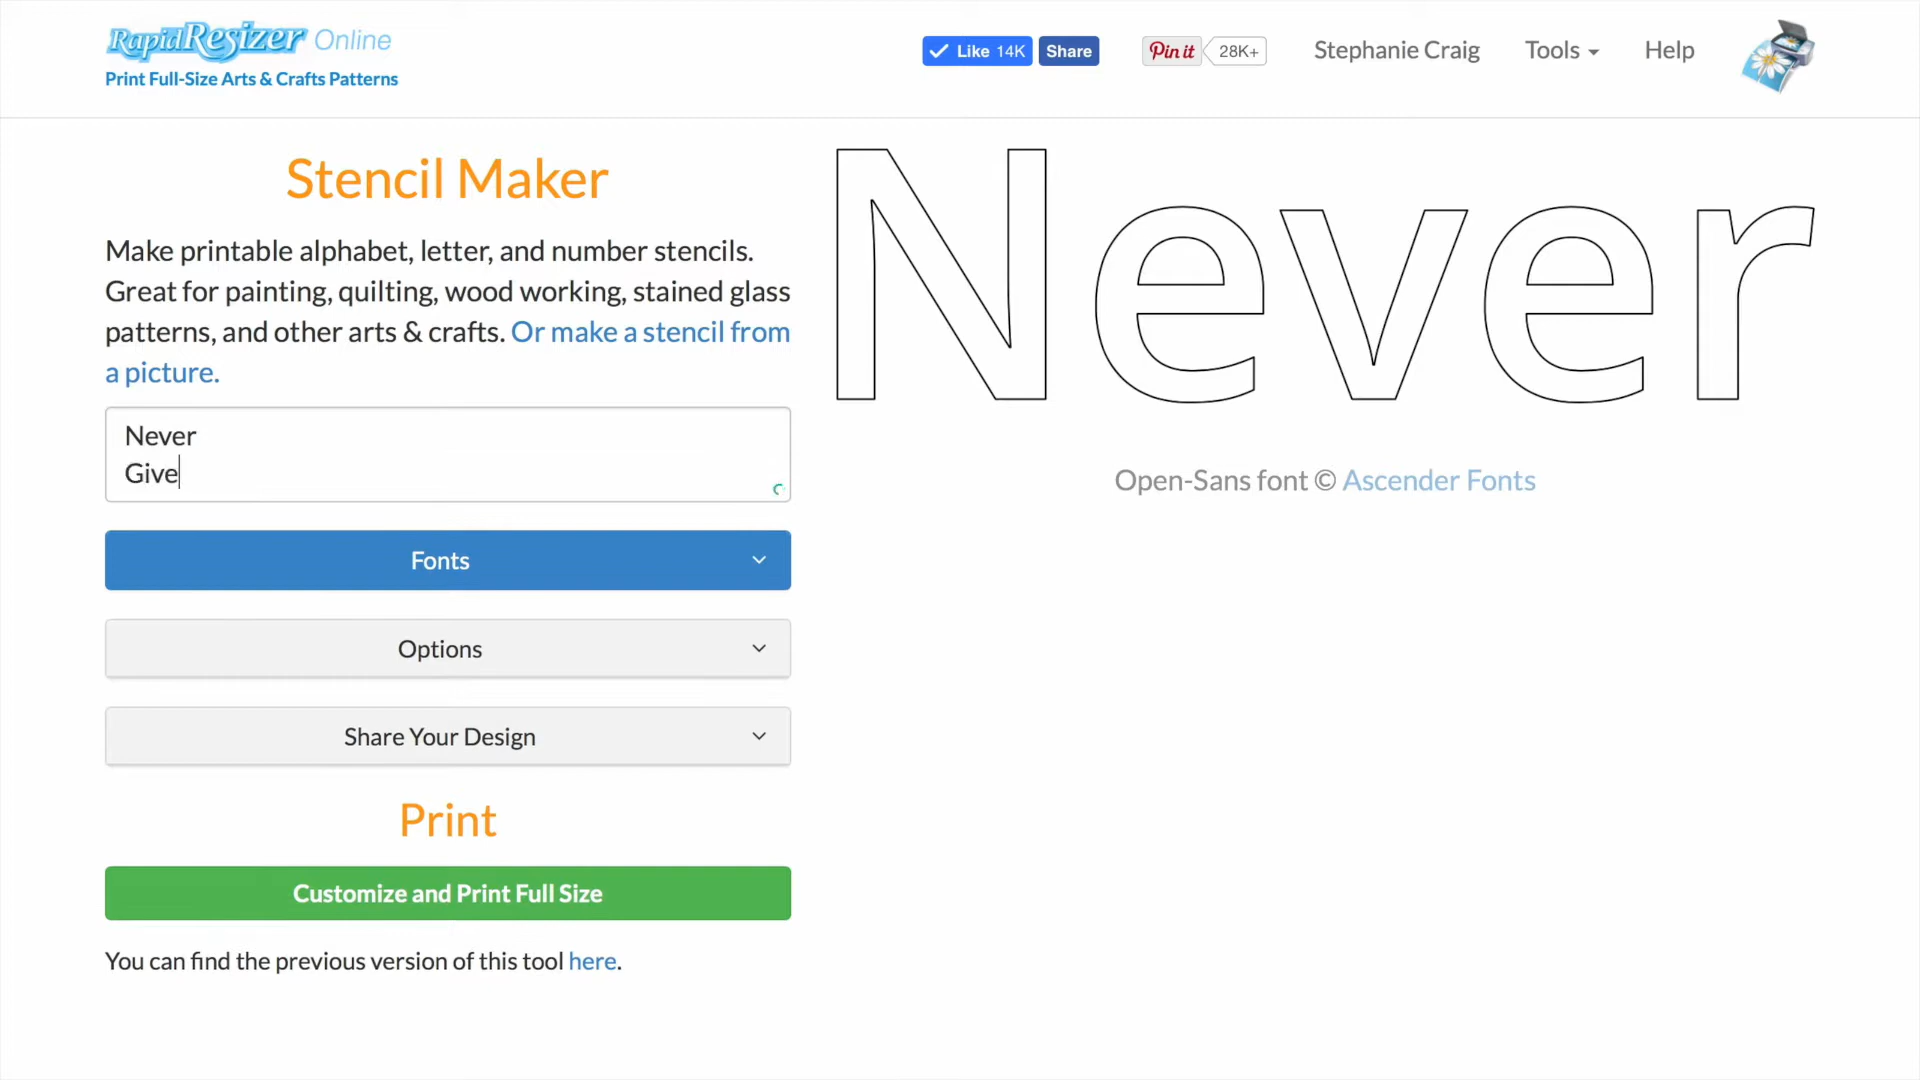 RapidResizer Online
Print Full-Size Arts & Crafts Patterns
Like 14K Share
Pin it 28K+
Stephanie Craig
Tools
Help
Stencil Maker
Make printable alphabet, letter, and number stencils.
Great for painting, quilting, wood working, stained glass
patterns, and other arts & crafts. Or make a stencil from
a picture.
Never
Give
Fonts
Options
Share Your Design
Print
Customize and Print Full Size
You can find the previous version of this tool here.
Never
Open-Sans font © Ascender Fonts